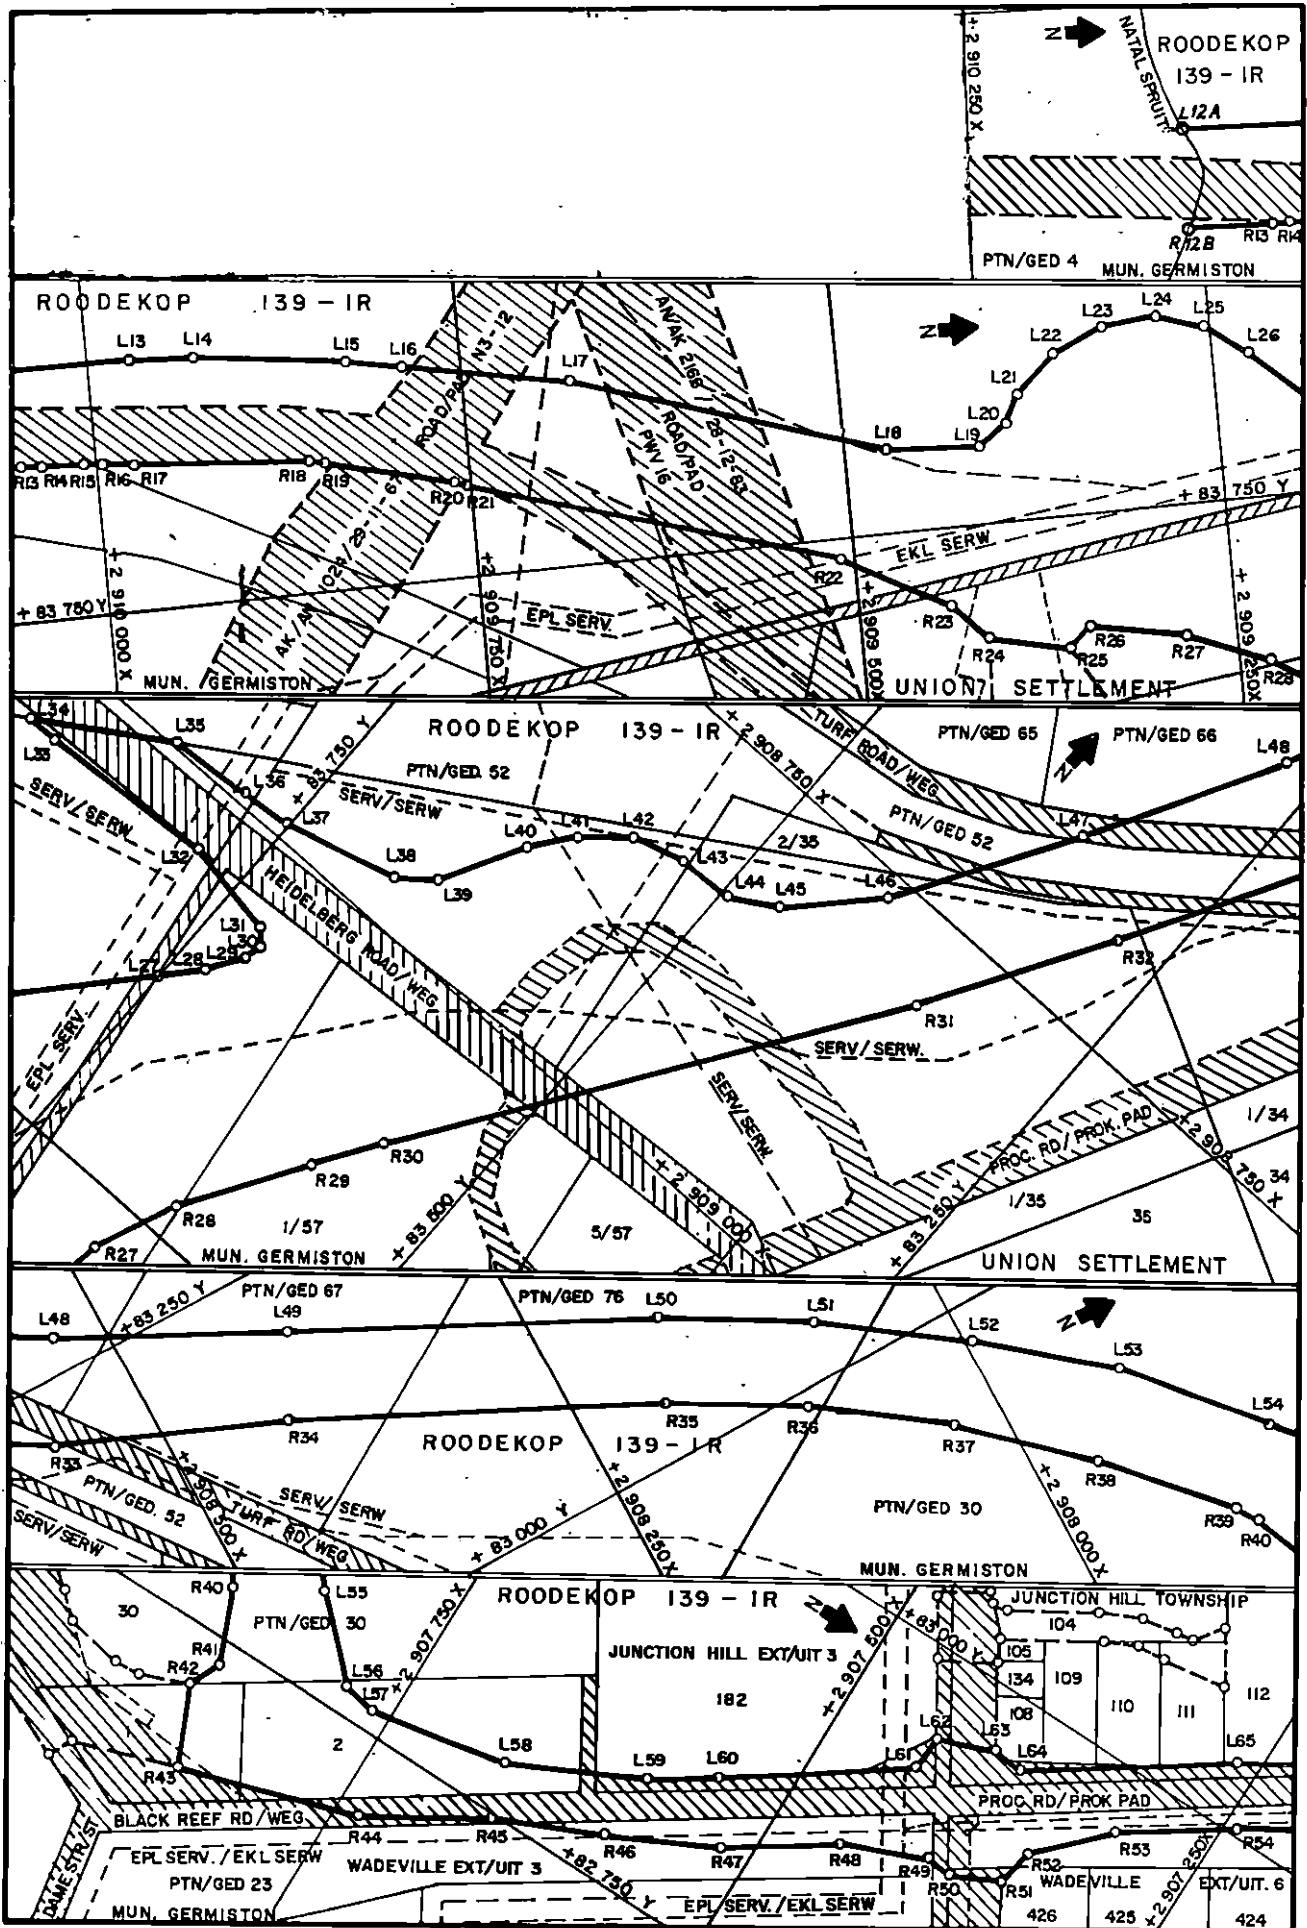 N
NATAL SPRUIT
ROODEKOP
139 - IR
+ 2 910 250 X
L12A
R12B
R13
R14
PTN/GED 4
MUN. GERMISTON
ROODEKOP 139 - IR
L13
L14
L15
L16
L17
L18
L19
L20
L21
L22
L23
L24
L25
L26
N
ROAD/PAD N3-12
AN/AK 2168 28-12-83
ROAD/PAD
PWV 16
R13
R14
R15
R16
R17
R18
R19
R20
R21
R22
R23
R24
R25
R26
R27
R28
+ 83 750 Y
EKL SERW
EPL SERV.
+ 83 750 Y
+ 2 910 000 X
+ 2 909 750 X
+ 2 909 500 X
+ 2 909 250 X
MUN. GERMISTON
UNION SETTLEMENT
L34
L33
L35
L36
L37
L38
L39
L40
L41
L42
L43
L44
L45
L46
L47
L48
ROODEKOP 139 - IR
PTN/GED. 52
+ 83 750 Y
SERV/SERW
SERV/SERW
+ 2 908 750 X
TURF ROAD/WEG
PTN/GED 65
PTN/GED 66
N
PTN/GED 52
2/35
L32
L31
L29
L28
L27
HEIDELBERG ROAD/WEG
EPL SERV.
R27
R28
R29
R30
R31
R32
SERV/SERW.
SERV/SERW.
PROC. RD/PROK. PAD
+ 2 908 750 X
+ 2 909 000 X
+ 83 500 Y
+ 83 250 Y
1/57
5/57
1/35
35
1/34
34
MUN. GERMISTON
UNION SETTLEMENT
PTN/GED 67
PTN/GED 76
+ 83 250 Y
L48
L49
L50
L51
L52
L53
L54
N
R33
R34
R35
R36
R37
R38
R39
R40
ROODEKOP 139 - IR
PTN/GED. 52
+ 2 908 500 X
TURF RD/WEG
SERV/SERW
SERV/SERW
+ 83 000 Y
+ 2 908 250 X
+ 2 908 000 X
PTN/GED 30
MUN. GERMISTON
R40
L55
30
PTN/GED 30
R41
R42
L56
L57
+ 2 907 750 X
ROODEKOP 139 - IR
N
JUNCTION HILL EXT/UIT 3
182
+ 2 907 500 X
+ 83 000 X
JUNCTION HILL TOWNSHIP
104
105
134
108
109
110
111
112
2
L58
L59
L60
L61
L62
L63
L64
L65
R43
R44
R45
R46
R47
R48
R49
R50
R51
R52
R53
R54
BLACK REEF RD/WEG
PROC RD/PROK PAD
DAME STR/ST
EPL SERV. / EKL SERW
PTN/GED 23
MUN. GERMISTON
WADEVILLE EXT/UIT 3
+ 82 750 Y
EPL SERV. / EKL SERW
WADEVILLE EXT/UIT. 6
+ 2 907 250X
426
425
424